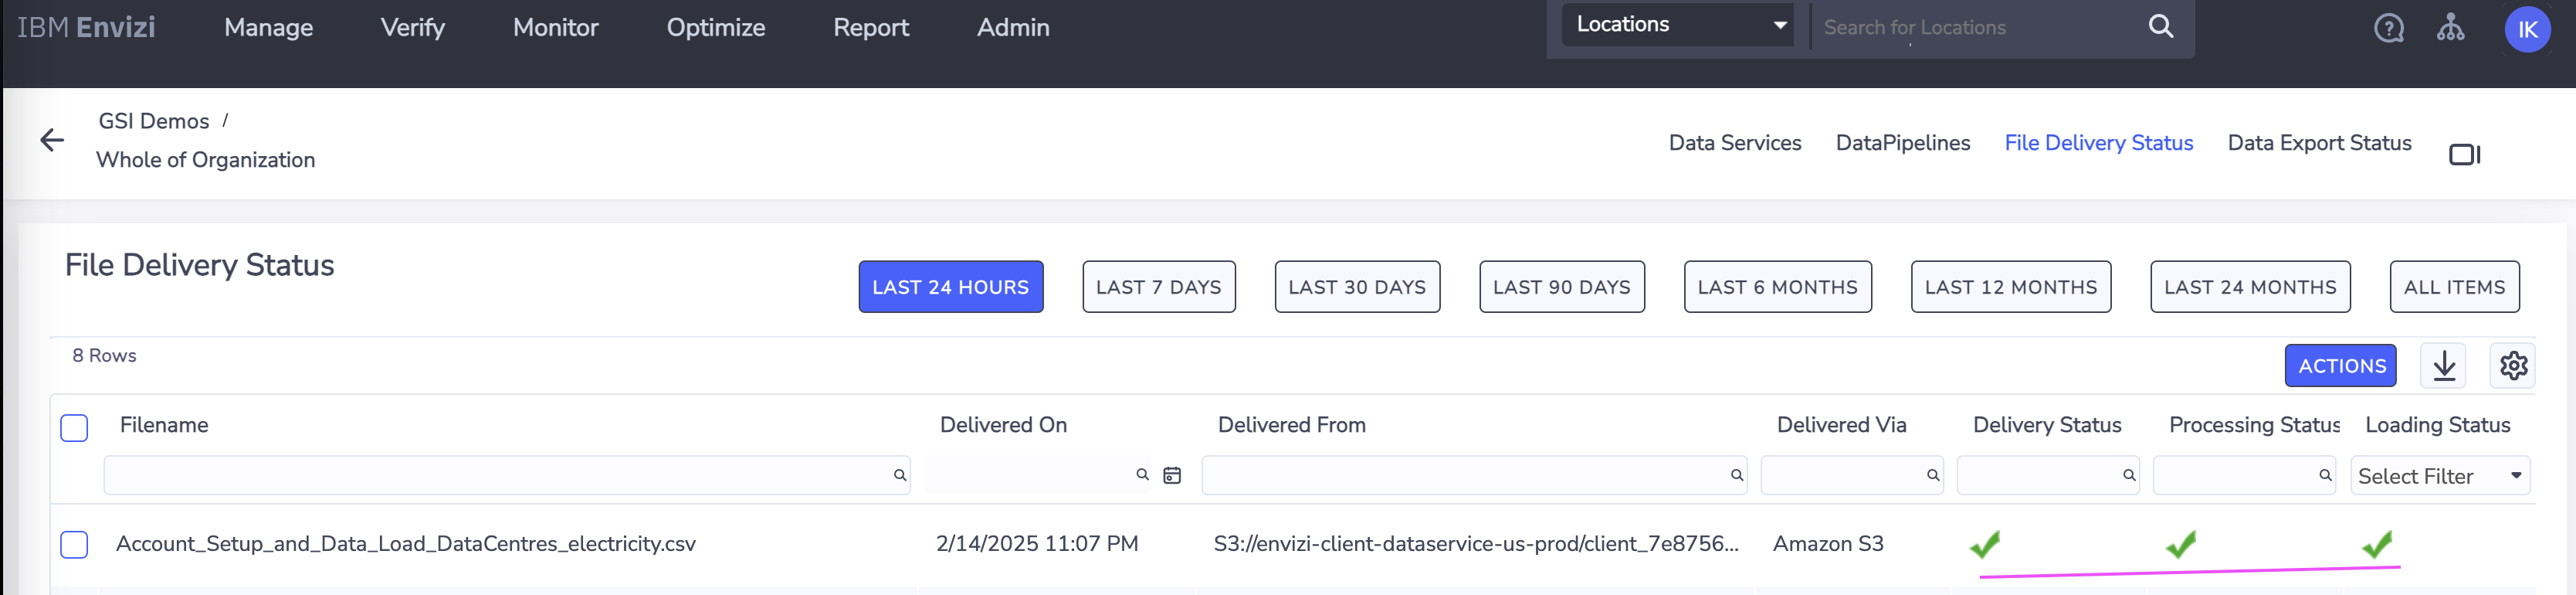 IBM Envizi Manage Verify Monitor Optimize Report Admin Locations Search for Locations IK
GSI Demos /
Whole of Organization
Data Services DataPipelines File Delivery Status Data Export Status
File Delivery Status
LAST 24 HOURS LAST 7 DAYS LAST 30 DAYS LAST 90 DAYS LAST 6 MONTHS LAST 12 MONTHS LAST 24 MONTHS ALL ITEMS
8 Rows
ACTIONS
Filename Delivered On Delivered From Delivered Via Delivery Status Processing Status Loading Status
Select Filter
Account_Setup_and_Data_Load_DataCentres_electricity.csv 2/14/2025 11:07 PM S3://envizi-client-dataservice-us-prod/client_7e8756... Amazon S3